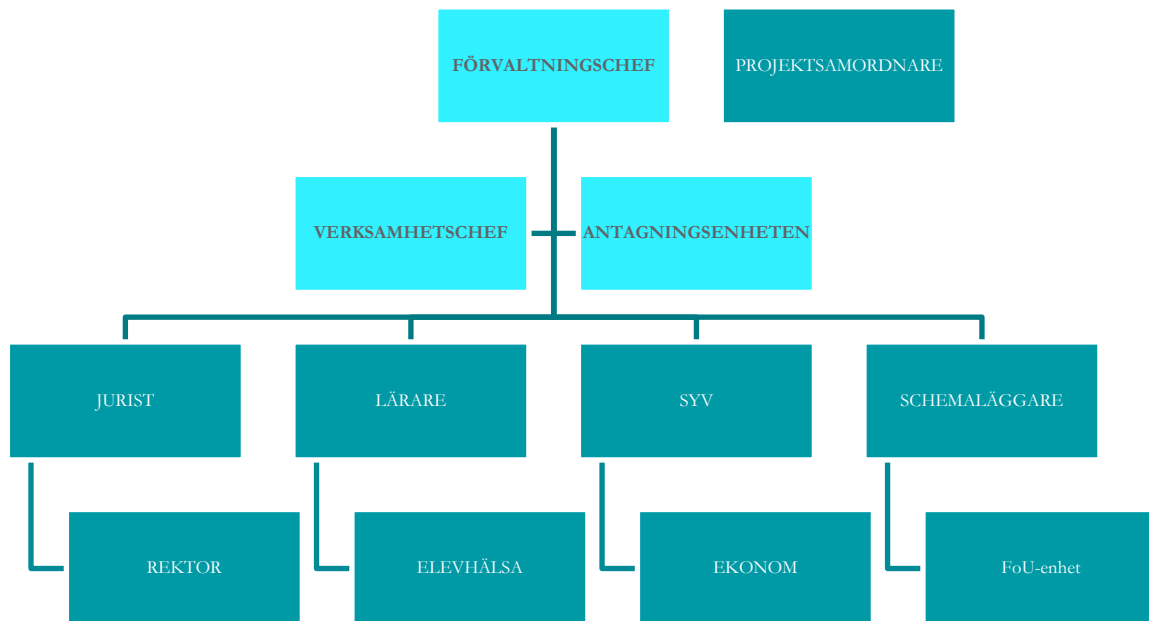 FÖRVALTNINGSCHEF
PROJEKTSAMORDNARE
VERKSAMHETSCHEF
ANTAGNINGSENHETEN
JURIST
LÄRARE
SYV
SCHEMALÄGGARE
REKTOR
ELEVHÄLSA
EKONOM
FoU-enhet